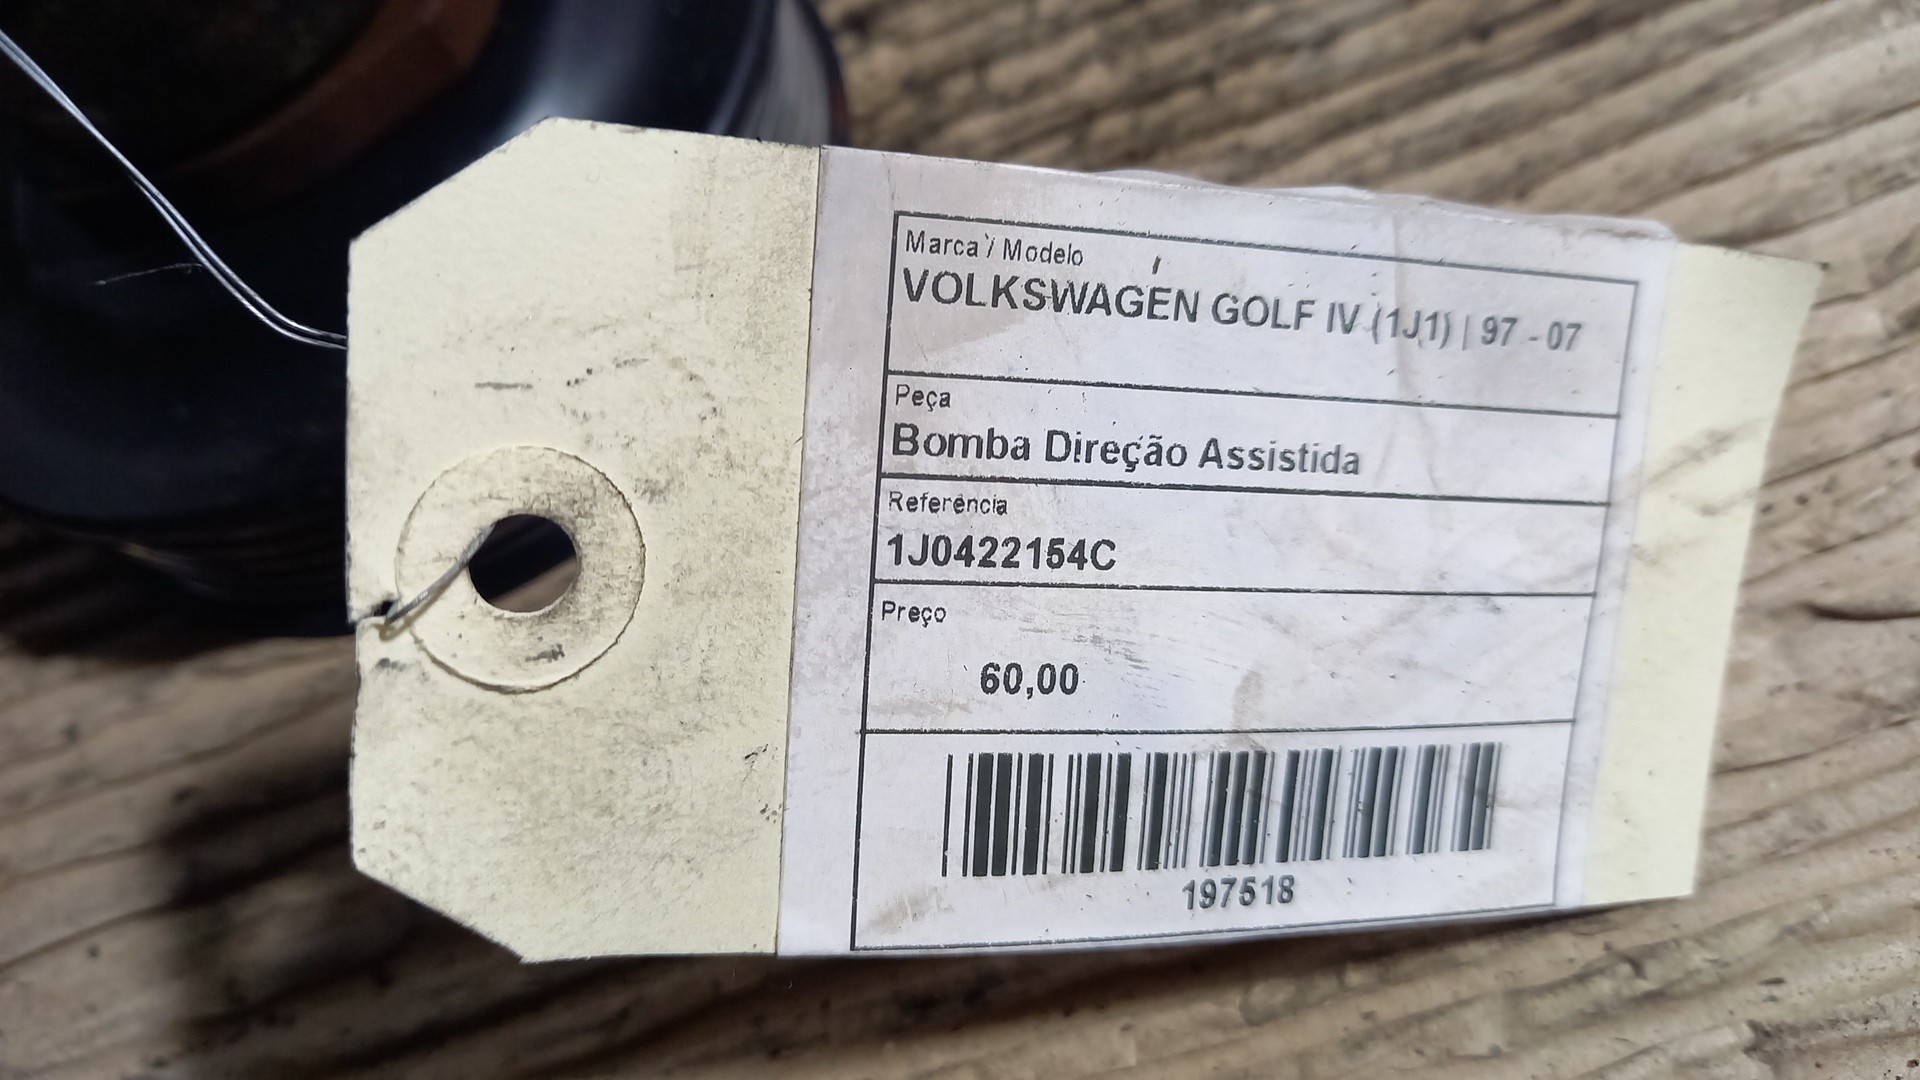 Marca / Modelo
VOLKSWAGEN GOLF IV (1J1) | 97 - 07
Peça
Bomba Direção Assistida
Referência
1J0422154C
Preço
60,00
197518